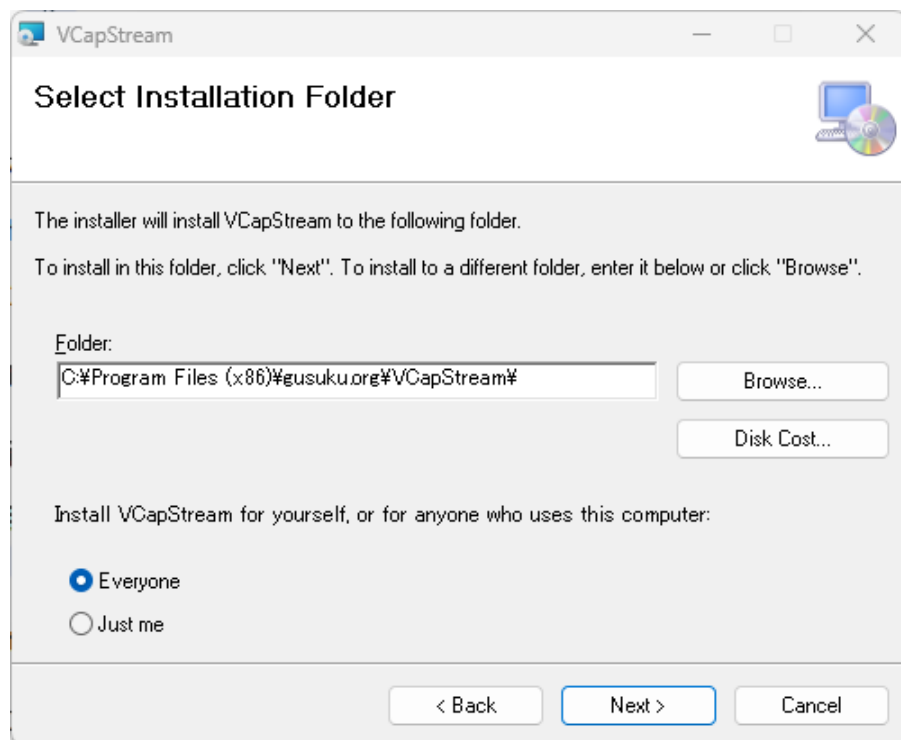 VCapStream
Select Installation Folder
The installer will install VCapStream to the following folder.
To install in this folder, click "Next". To install to a different folder, enter it below or click "Browse".
Folder:
C:¥Program Files (x86)¥gusuku.org¥VCapStream¥
Browse...
Disk Cost...
Install VCapStream for yourself, or for anyone who uses this computer:
Everyone
Just me
< Back
Next >
Cancel